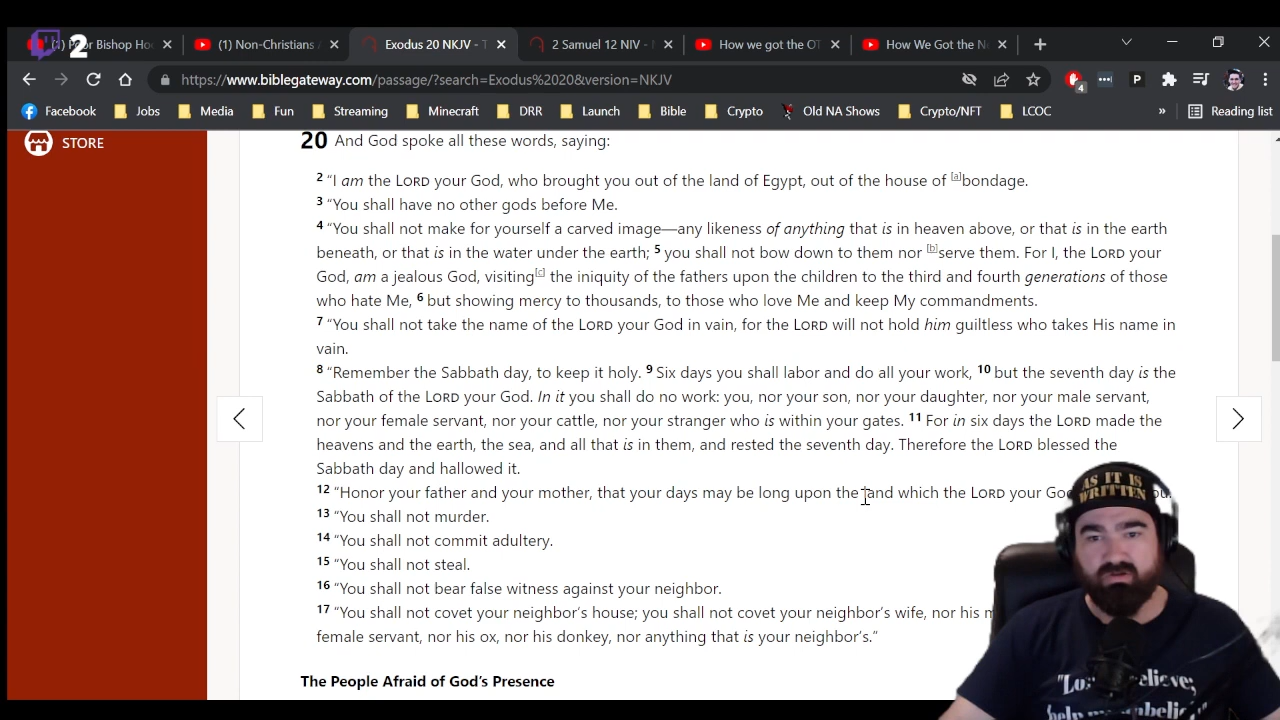 2
) Poor Bishop Ho
(1) Non-Christians
Exodus 20 NKJV - T
2 Samuel 12 NIV -
How we got the OT
How We Got the N
https://www.biblegateway.com/passage/?search=Exodus%2020&version=NKJV
4
P
Facebook
Jobs
Media
Fun
Streaming
Minecraft
DRR
Launch
Bible
Crypto
Old NA Shows
Crypto/NFT
LCOC
»
Reading list
STORE
20 And God spoke all these words, saying:
2 “I am the LORD your God, who brought you out of the land of Egypt, out of the house of [a]bondage.
3 “You shall have no other gods before Me.
4 “You shall not make for yourself a carved image—any likeness of anything that is in heaven above, or that is in the earth
beneath, or that is in the water under the earth; 5 you shall not bow down to them nor [b]serve them. For I, the LORD your
God, am a jealous God, visiting[c] the iniquity of the fathers upon the children to the third and fourth generations of those
who hate Me, 6 but showing mercy to thousands, to those who love Me and keep My commandments.
7 “You shall not take the name of the LORD your God in vain, for the LORD will not hold him guiltless who takes His name in
vain.
8 “Remember the Sabbath day, to keep it holy. 9 Six days you shall labor and do all your work, 10 but the seventh day is the
Sabbath of the LORD your God. In it you shall do no work: you, nor your son, nor your daughter, nor your male servant,
nor your female servant, nor your cattle, nor your stranger who is within your gates. 11 For in six days the LORD made the
heavens and the earth, the sea, and all that is in them, and rested the seventh day. Therefore the LORD blessed the
Sabbath day and hallowed it.
12 “Honor your father and your mother, that your days may be long upon the land which the LORD your God
13 “You shall not murder.
14 “You shall not commit adultery.
15 “You shall not steal.
16 “You shall not bear false witness against your neighbor.
17 “You shall not covet your neighbor’s house; you shall not covet your neighbor’s wife, nor his
female servant, nor his ox, nor his donkey, nor anything that is your neighbor’s.”
The People Afraid of God’s Presence
AS IT IS
WRITTEN
"Lord
believe;
help my